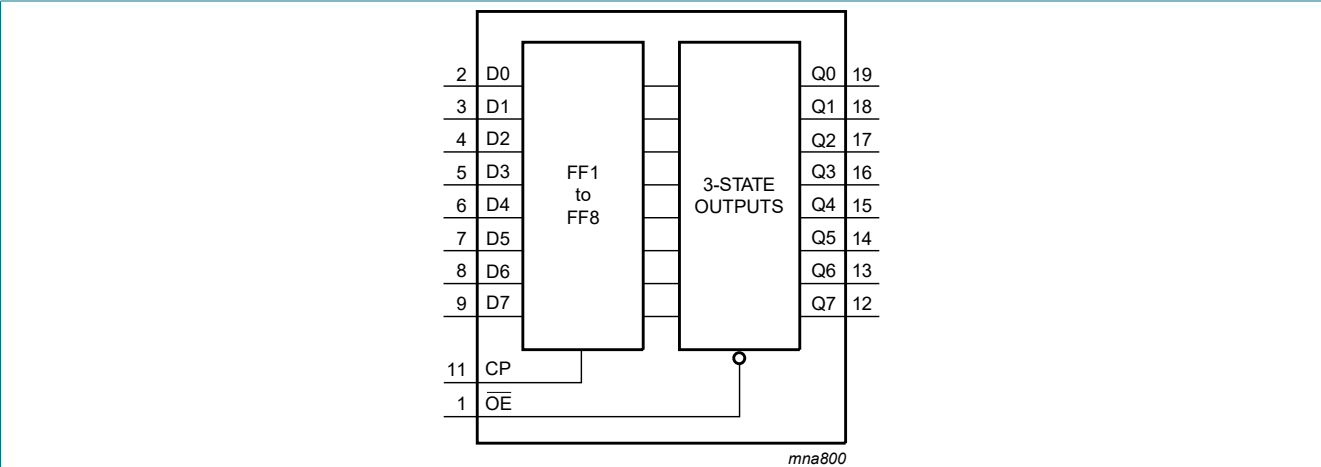 2 D0 Q0 19
3 D1 Q1 18
4 D2 Q2 17
5 D3 Q3 16
6 D4 Q4 15
7 D5 Q5 14
8 D6 Q6 13
9 D7 Q7 12
FF1
to
FF8
3-STATE
OUTPUTS
11 CP
1 O̅E̅
mna800